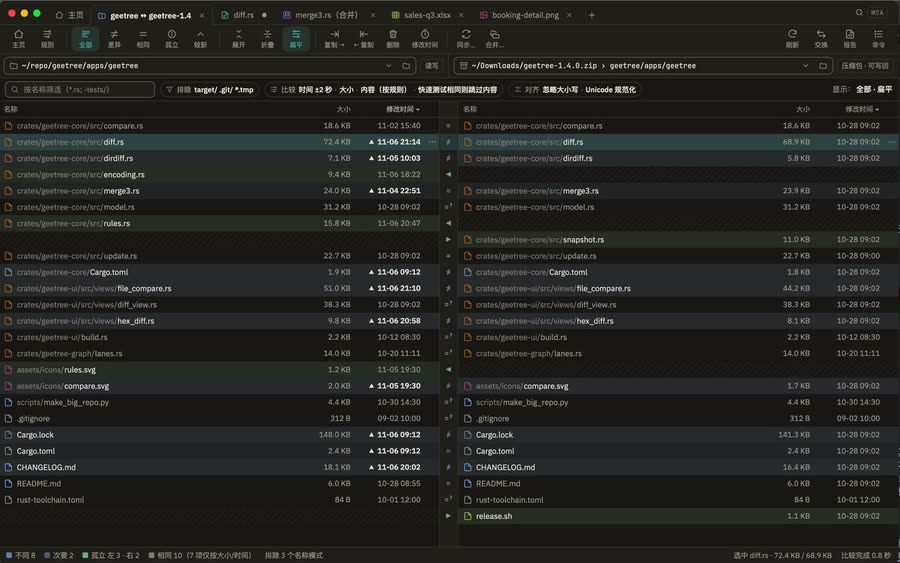 主页 geetree ⇔ geetree-1.4 × diff.rs ● merge3.rs (合并) × sales-q3.xlsx × booking-detail.png × + ⌘⇧A
主页 规则 全部 差异 相同 孤立 较新 展开 折叠 扁平 复制→ ←复制 删除 修改时间 同步... 合并... 刷新 交换 报告 命令
~/repo/geetree/apps/geetree 读写 ~/Downloads/geetree-1.4.0.zip › geetree/apps/geetree 压缩包 · 可写回
按名称筛选 (*.rs; -tests/) 排除 target/ .git/ *.tmp 比较 时间 ±2 秒 · 大小 · 内容（按规则） · 快速测试相同则跳过内容 对齐 忽略大小写 · Unicode 规范化 显示： 全部 · 扁平
名称 大小 修改时间 名称 大小 修改时间
crates/geetree-core/src/compare.rs 18.6 KB 11-02 15:40 = crates/geetree-core/src/compare.rs 18.6 KB 10-28 09:02
crates/geetree-core/src/diff.rs 72.4 KB ▲ 11-06 21:14 ... ≠ crates/geetree-core/src/diff.rs 68.9 KB 10-28 09:02 ...
crates/geetree-core/src/dirdiff.rs 7.1 KB ▲ 11-05 10:03 ≠ crates/geetree-core/src/dirdiff.rs 5.8 KB 10-28 09:02
crates/geetree-core/src/encoding.rs 9.4 KB 11-06 18:22 ◀
crates/geetree-core/src/merge3.rs 24.0 KB ▲ 11-04 22:51 crates/geetree-core/src/merge3.rs 23.9 KB 10-28 09:02
crates/geetree-core/src/model.rs 31.2 KB 10-28 09:02 =? crates/geetree-core/src/model.rs 31.2 KB 10-28 09:02
crates/geetree-core/src/rules.rs 15.8 KB 11-06 20:47 ◀
▶ crates/geetree-core/src/snapshot.rs 11.0 KB 10-28 09:02
crates/geetree-core/src/update.rs 22.7 KB 10-28 09:02 = crates/geetree-core/src/update.rs 22.7 KB 10-28 09:00
crates/geetree-core/Cargo.toml 1.9 KB ▲ 11-06 09:12 ≠ crates/geetree-core/Cargo.toml 1.8 KB 10-28 09:02
crates/geetree-ui/src/views/file_compare.rs 51.0 KB ▲ 11-06 21:10 ≠ crates/geetree-ui/src/views/file_compare.rs 44.2 KB 10-28 09:02
crates/geetree-ui/src/views/diff_view.rs 38.3 KB 10-28 09:02 =? crates/geetree-ui/src/views/diff_view.rs 38.3 KB 10-28 09:02
crates/geetree-ui/src/views/hex_diff.rs 9.8 KB ▲ 11-06 20:58 ≠ crates/geetree-ui/src/views/hex_diff.rs 8.1 KB 10-28 09:02
crates/geetree-ui/build.rs 2.2 KB 10-12 08:30 =? crates/geetree-ui/build.rs 2.2 KB 10-12 08:30
crates/geetree-graph/lanes.rs 14.0 KB 10-20 11:11 =? crates/geetree-graph/lanes.rs 14.0 KB 10-20 11:11
assets/icons/rules.svg 1.2 KB 11-05 19:30 ◀
assets/icons/compare.svg 2.0 KB ▲ 11-05 19:30 ≠ assets/icons/compare.svg 1.7 KB 10-28 09:02
scripts/make_big_repo.py 4.4 KB 10-30 14:30 =? scripts/make_big_repo.py 4.4 KB 10-30 14:30
.gitignore 312 B 09-02 10:00 =? .gitignore 312 B 09-02 10:00
Cargo.lock 148.0 KB ▲ 11-06 09:12 ≠ Cargo.lock 141.3 KB 10-28 09:02
Cargo.toml 2.4 KB ▲ 11-06 09:12 Cargo.toml 2.4 KB 10-28 09:02
CHANGELOG.md 18.1 KB ▲ 11-06 20:02 ≠ CHANGELOG.md 16.4 KB 10-28 09:02
README.md 6.0 KB 10-28 08:55 = README.md 6.0 KB 10-28 09:02
rust-toolchain.toml 84 B 10-01 12:00 =? rust-toolchain.toml 84 B 10-01 12:00
▶ release.sh 1.1 KB 10-28 09:02
不同 8 次要 2 孤立 左 3 · 右 2 相同 10（7 项仅按大小/时间） 排除 3 个名称模式 选中 diff.rs · 72.4 KB / 68.9 KB 比较完成 0.8 秒